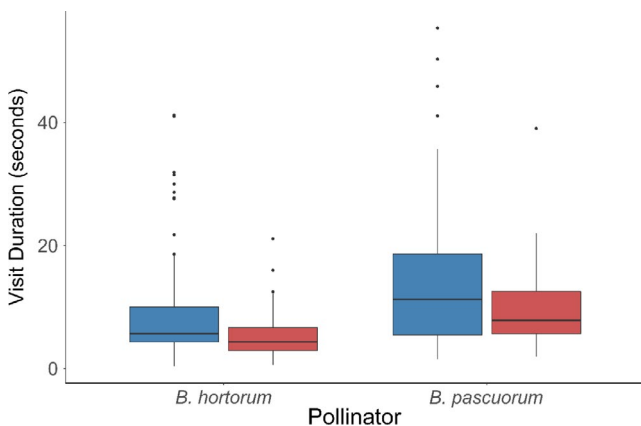 Visit Duration (seconds)
40
20
0
B. hortorum B. pascuorum
Pollinator